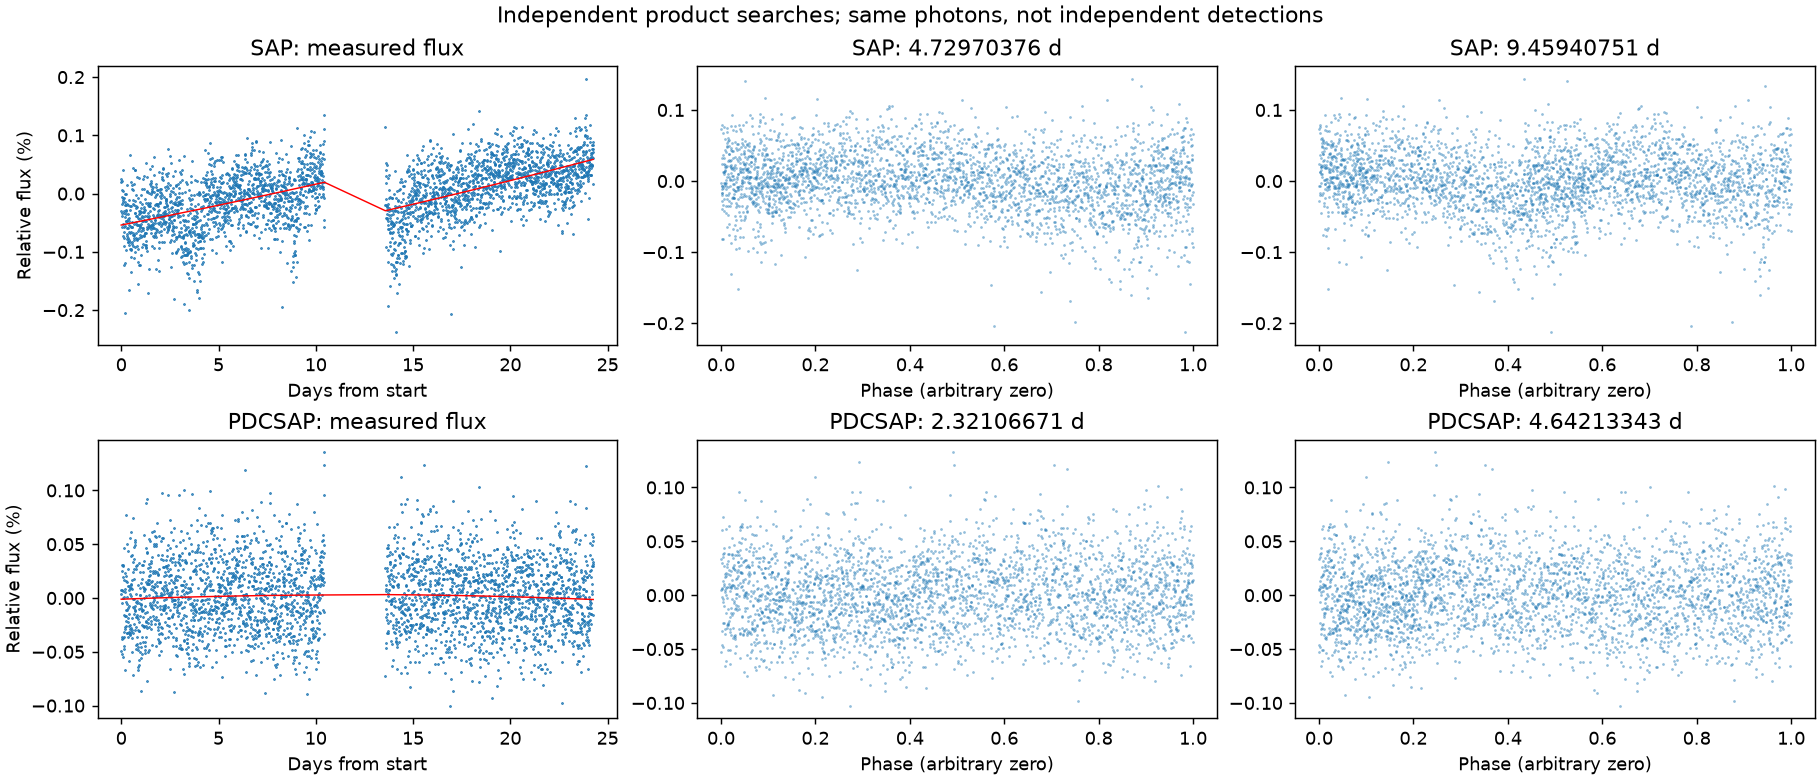 Independent product searches; same photons, not independent detections
SAP: measured flux
SAP: 4.72970376 d
SAP: 9.45940751 d
Relative flux (%)
0.2
0.1
0.0
−0.1
−0.2
0 5 10 15 20 25
Days from start
0.1
0.0
−0.1
−0.2
0.0 0.2 0.4 0.6 0.8 1.0
Phase (arbitrary zero)
0.1
0.0
−0.1
−0.2
0.0 0.2 0.4 0.6 0.8 1.0
Phase (arbitrary zero)
PDCSAP: measured flux
PDCSAP: 2.32106671 d
PDCSAP: 4.64213343 d
Relative flux (%)
0.10
0.05
0.00
−0.05
−0.10
0 5 10 15 20 25
Days from start
0.10
0.05
0.00
−0.05
−0.10
0.0 0.2 0.4 0.6 0.8 1.0
Phase (arbitrary zero)
0.10
0.05
0.00
−0.05
−0.10
0.0 0.2 0.4 0.6 0.8 1.0
Phase (arbitrary zero)